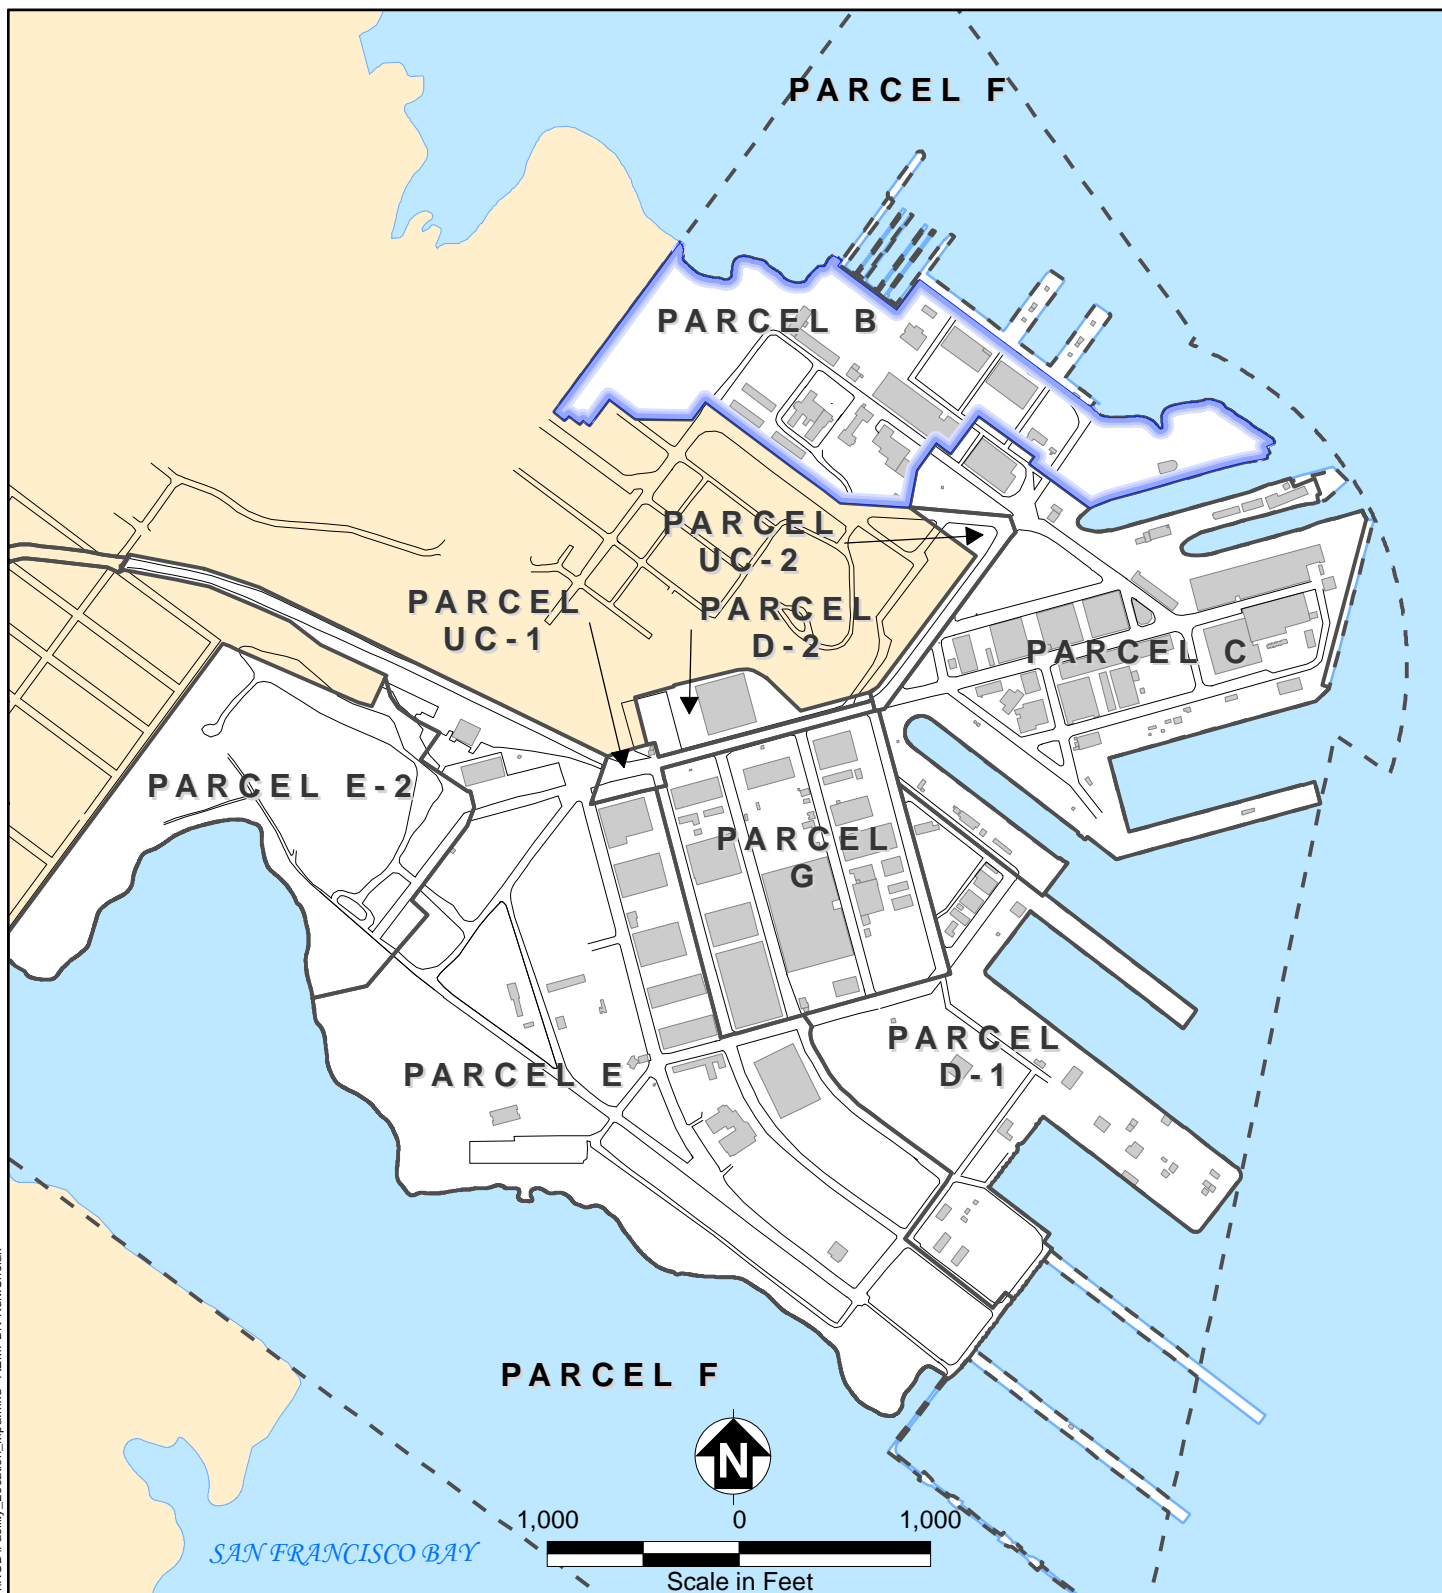 PARCEL F
PARCEL B
PARCEL
UC-2
PARCEL
UC-1
PARCEL
D-2
PARCEL C
PARCEL E-2
PARCEL
G
PARCEL
D-1
PARCEL E
PARCEL F
N
1,000 0 1,000
SAN FRANCISCO BAY
Scale in Feet